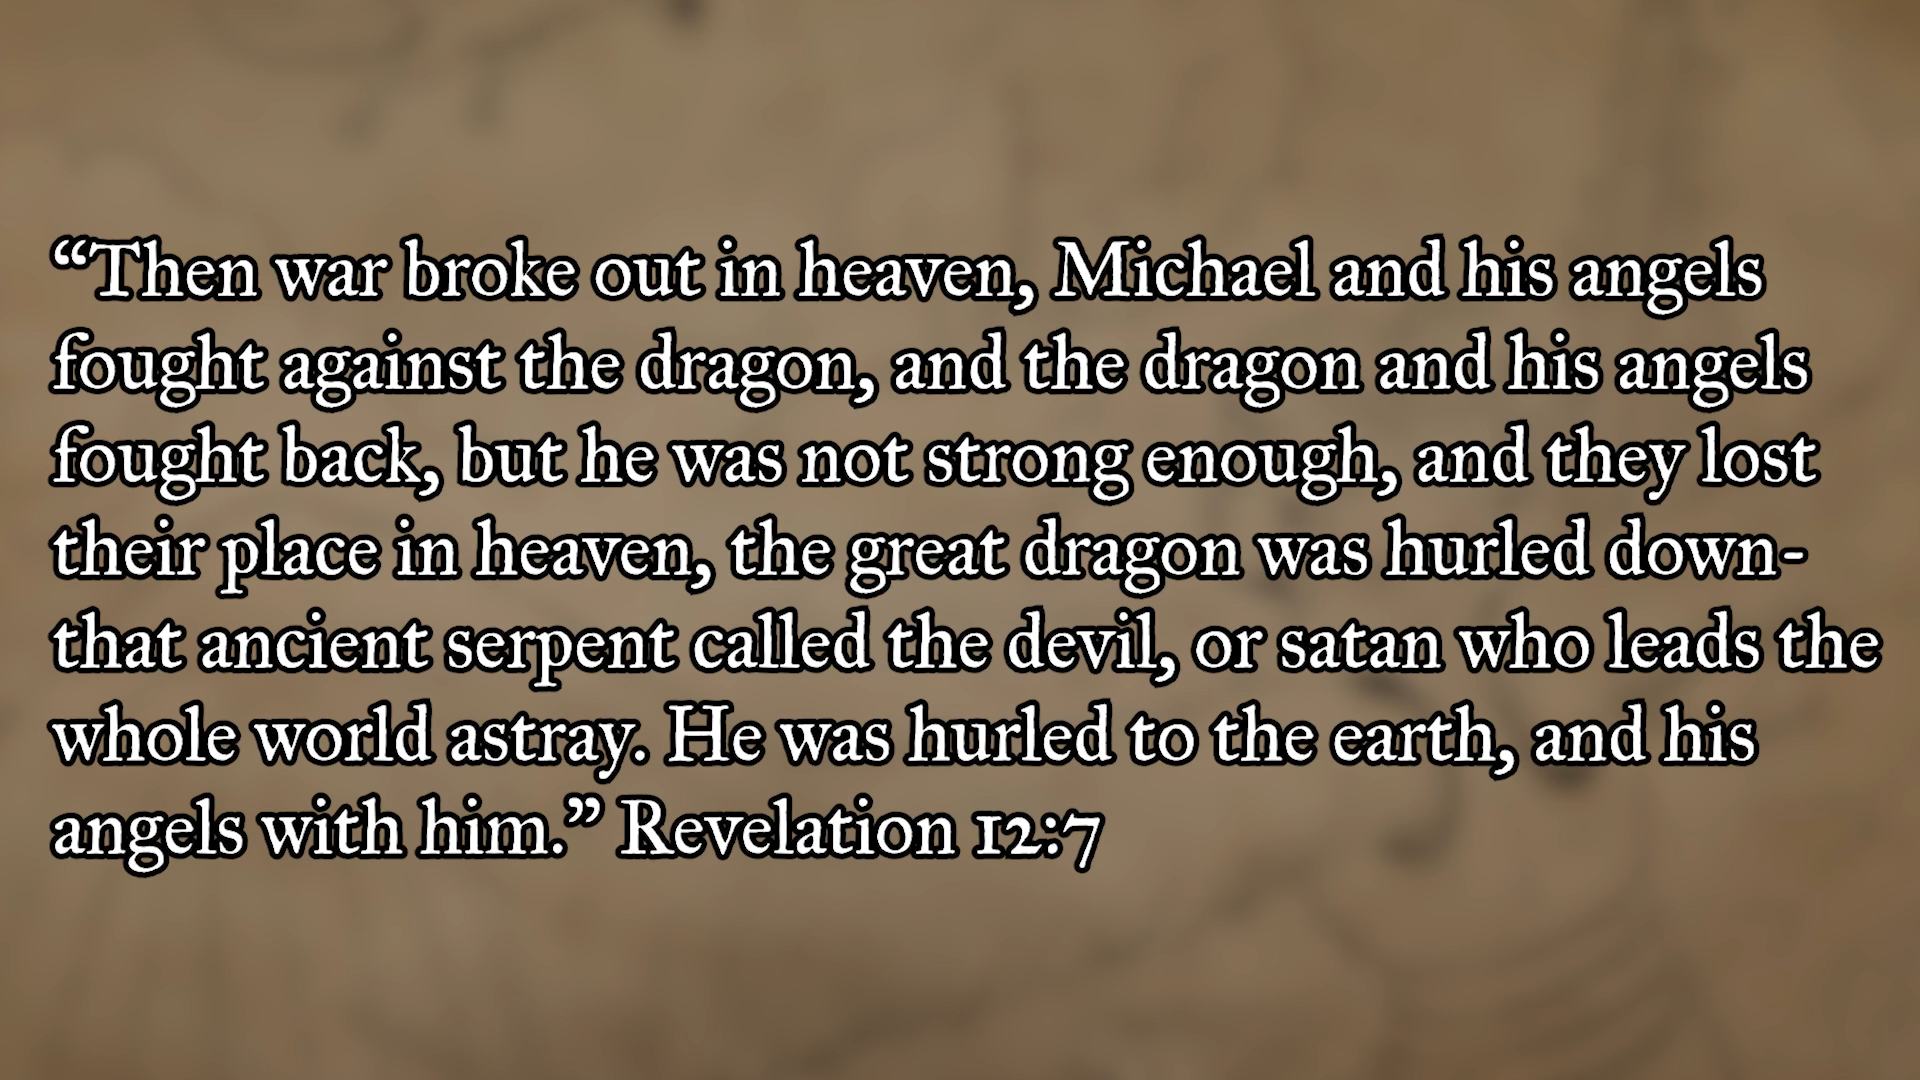 “Then war broke out in heaven, Michael and his angels
fought against the dragon, and the dragon and his angels
fought back, but he was not strong enough, and they lost
their place in heaven, the great dragon was hurled down-
that ancient serpent called the devil, or satan who leads the
whole world astray. He was hurled to the earth, and his
angels with him.” Revelation 12:7